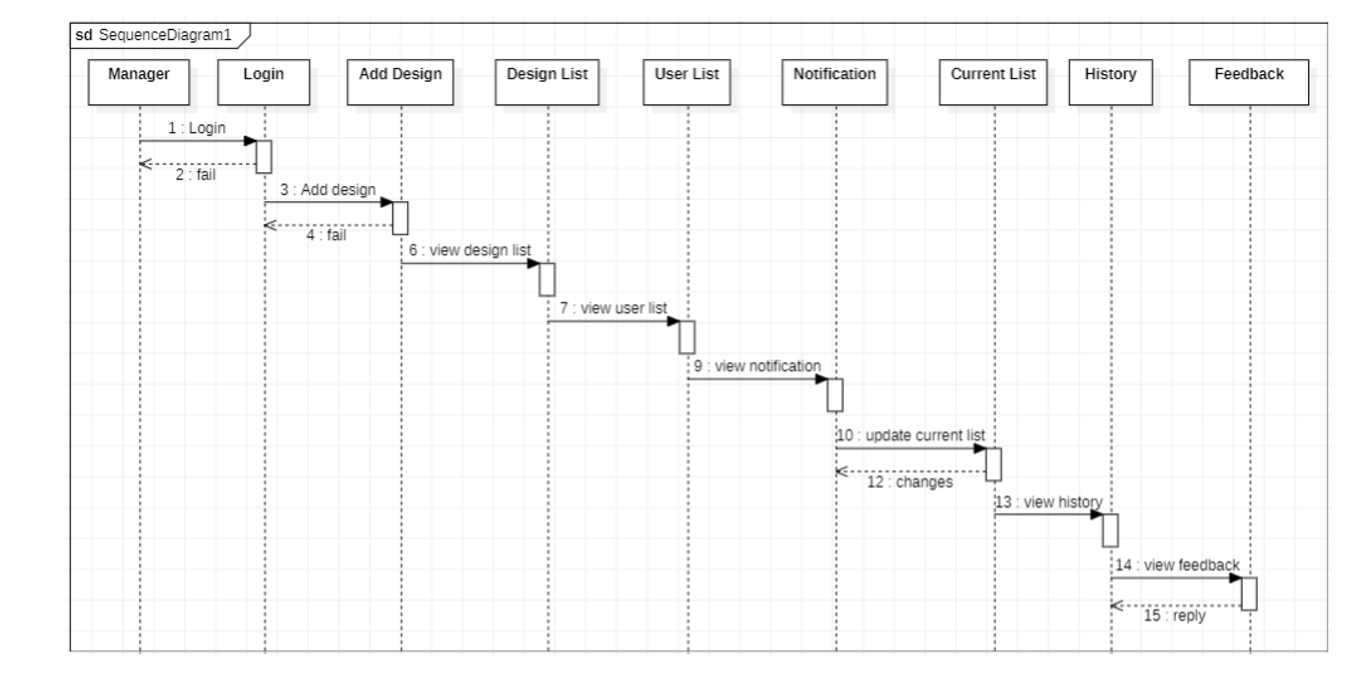 sd SequenceDiagram1
Manager
Login
Add Design
Design List
User List
Notification
Current List
History
Feedback
1 : Login
2 : fail
3 : Add design
4 : fail
6 : view design list
7 : view user list
9 : view notification
10 : update current list
12 : changes
13 : view history
14 : view feedback
15 : reply